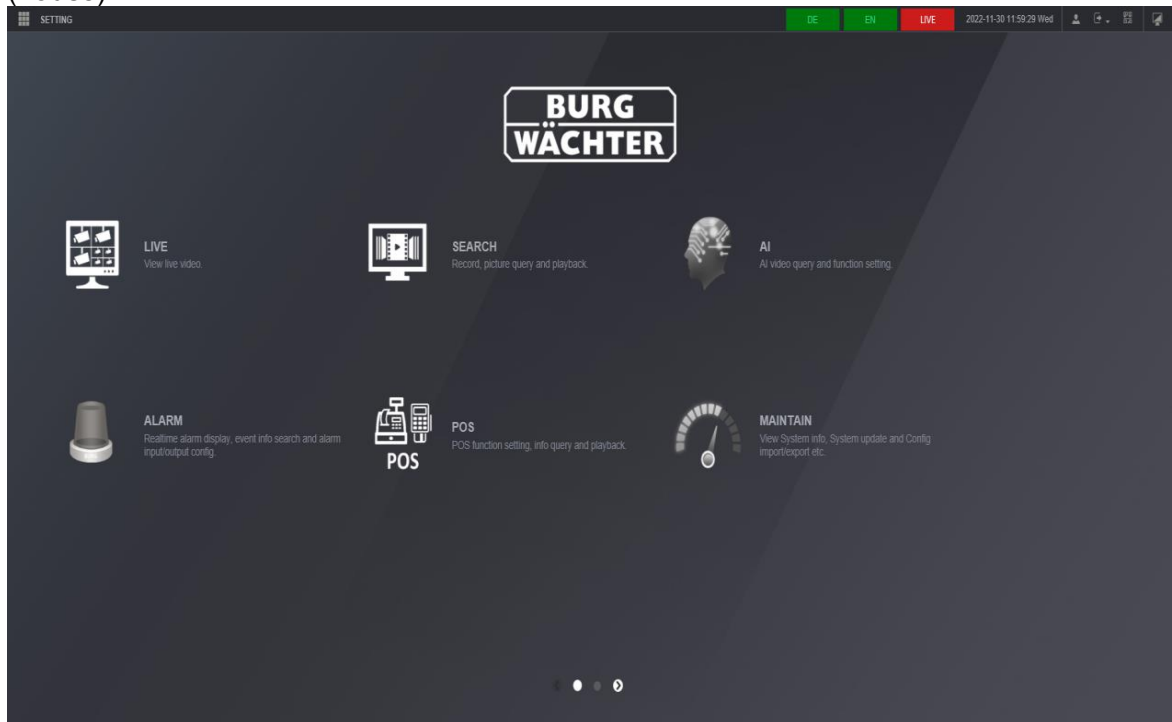 SETTING
DE
EN
LIVE
2022-11-30 11:59:29 Wed
BURG
WÄCHTER
LIVE
View live video.
SEARCH
Record, picture query and playback.
AI
AI video query and function setting.
ALARM
Realtime alarm display, event info search and alarm
input/output config.
POS
POS
POS function setting, info query and playback.
MAINTAIN
View System info, System update and Config
import/export etc.